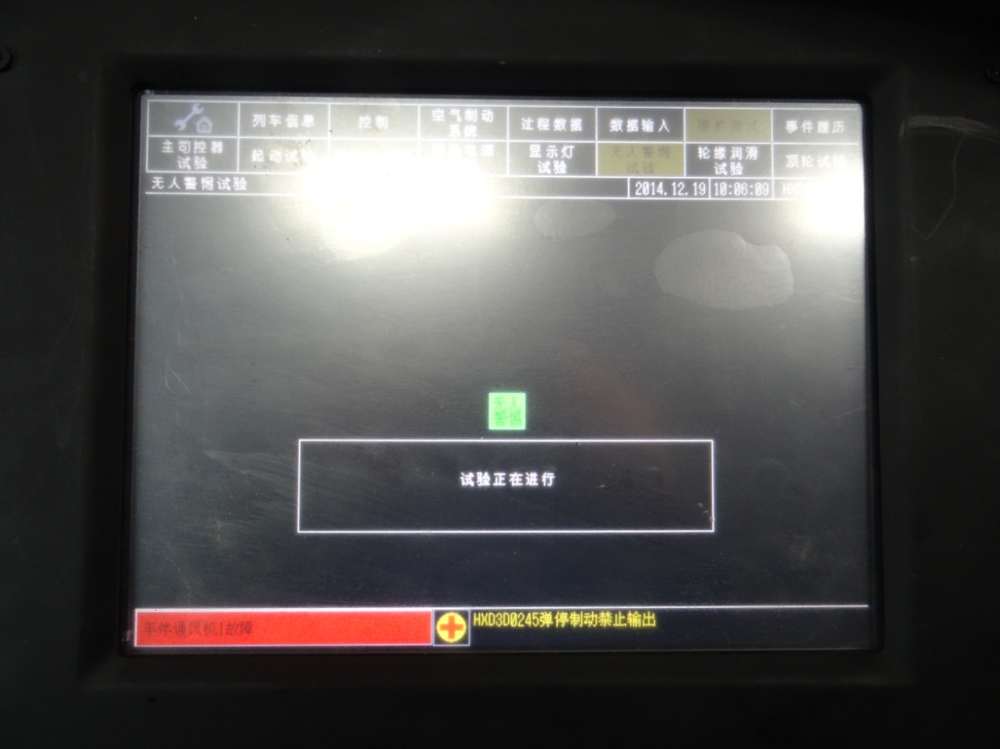 列车信息
控制
空气制动
系统
过程数据
数据输入
事件履历
主司控器
试验
起动试验
显示灯
试验
无人警惕
试验
轮缘润滑
试验
顶轮试验
无人警惕试验
2014.12.19
10:06:09
无人
警惕
试验正在进行
车体通风机1故障
HXD3D0245弹停制动禁止输出